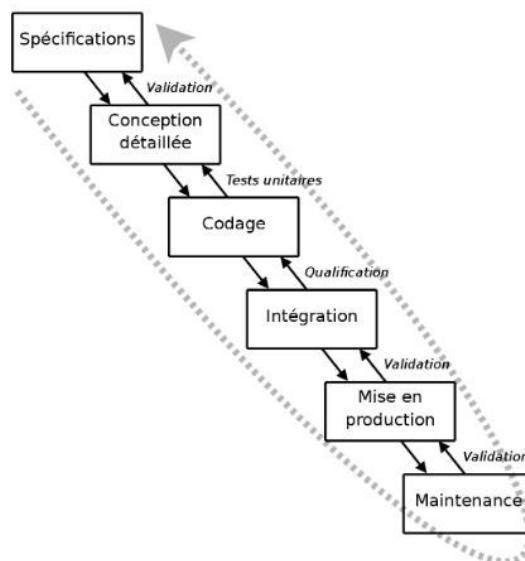 Spécifications
Validation
Conception
détaillée
Tests unitaires
Codage
Qualification
Intégration
Validation
Mise en
production
Validation
Maintenance